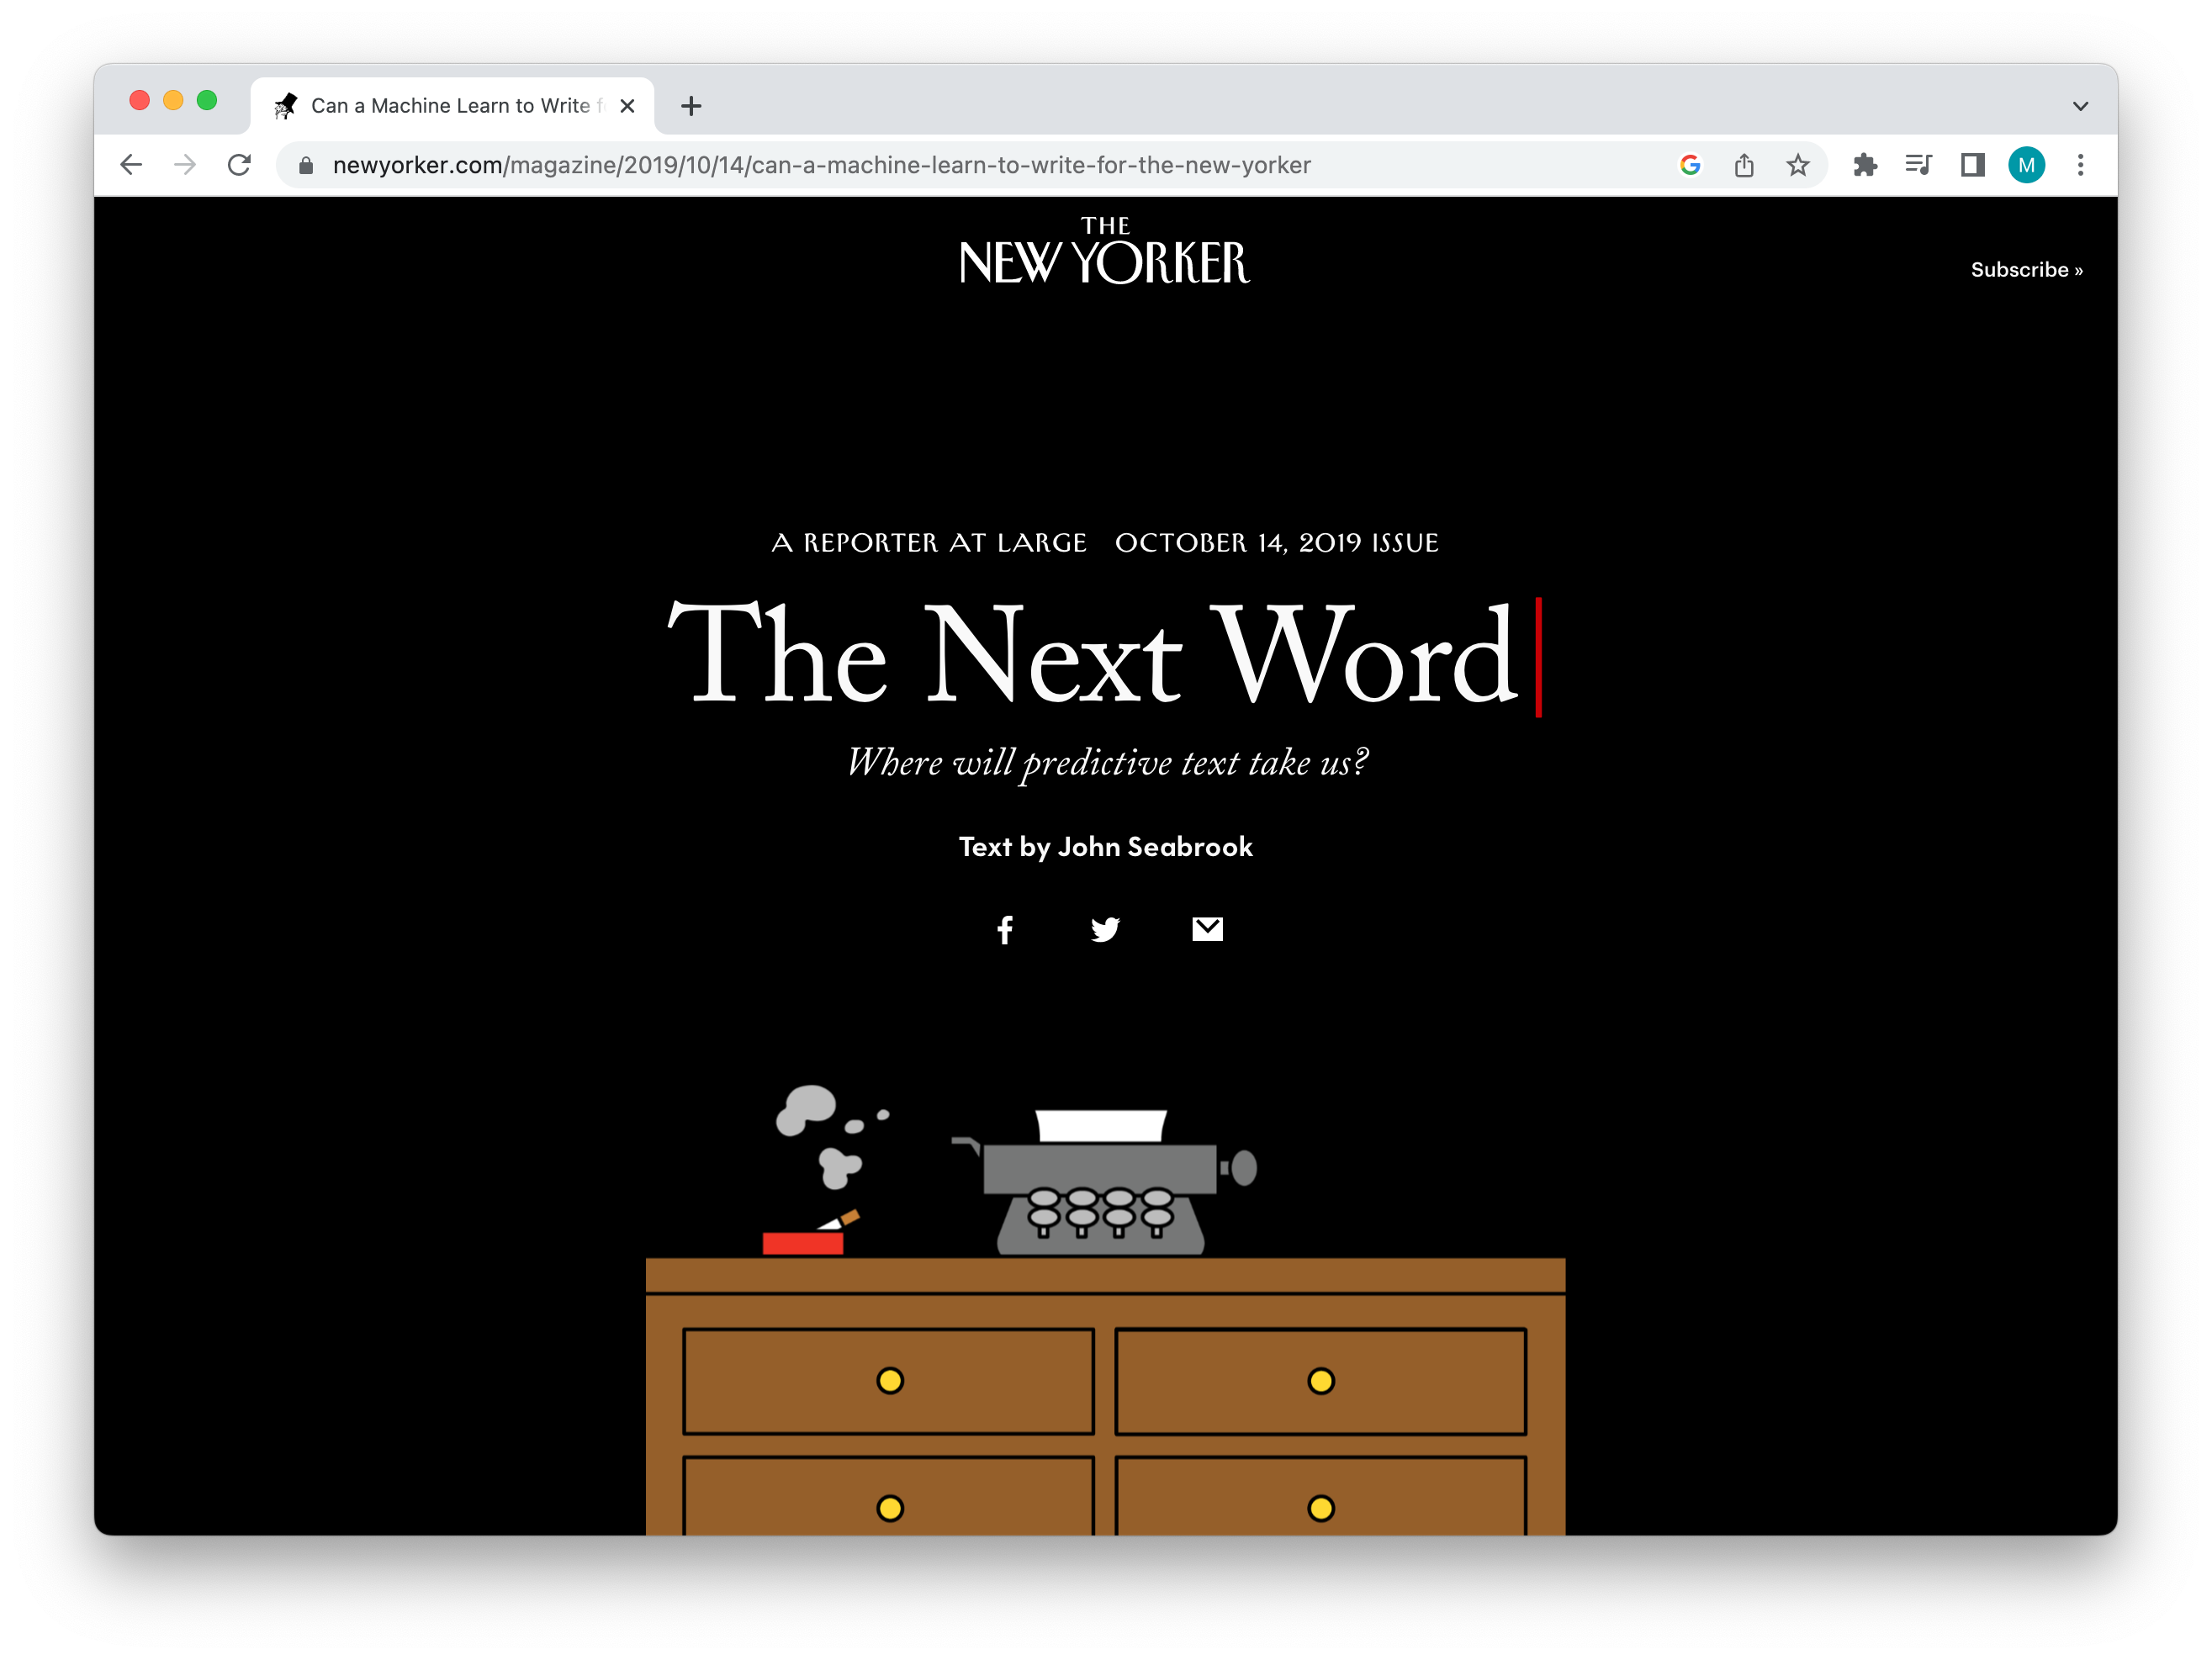 Can a Machine Learn to Write f
newyorker.com/magazine/2019/10/14/can-a-machine-learn-to-write-for-the-new-yorker
M
THE
NEW YORKER
Subscribe »
A REPORTER AT LARGE OCTOBER 14, 2019 ISSUE
The Next Word
Where will predictive text take us?
Text by John Seabrook